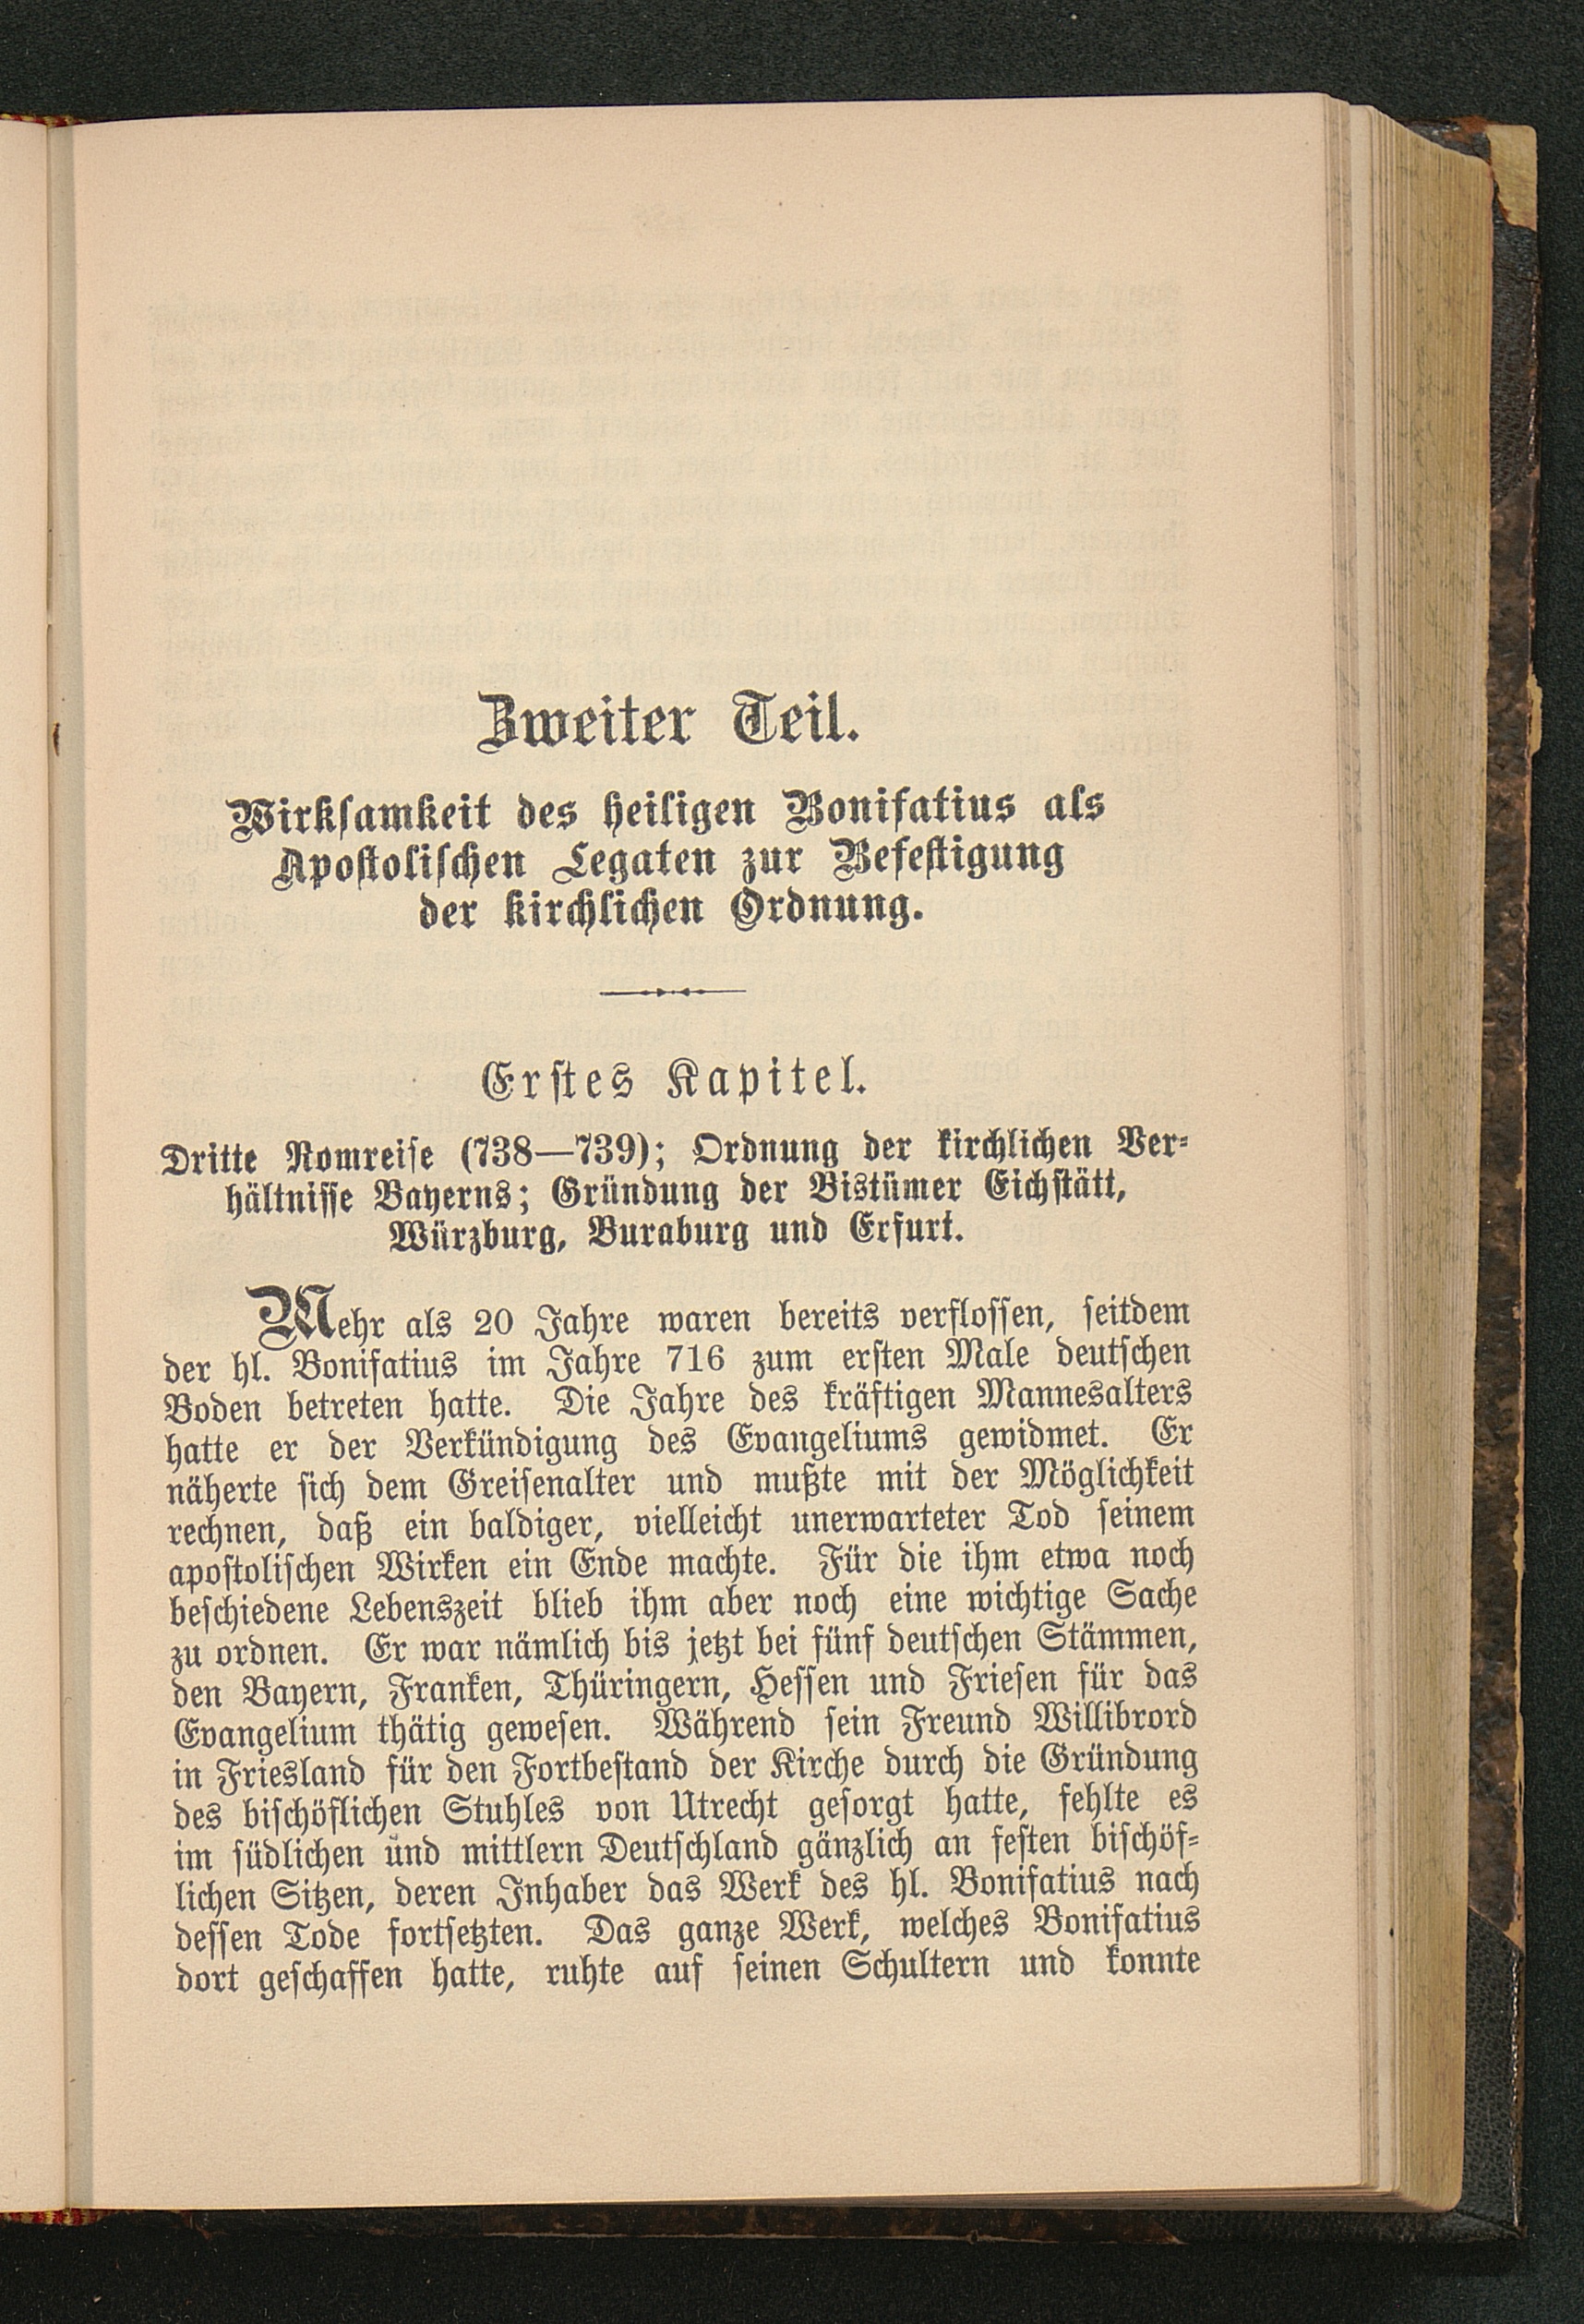 Zweiter Teil.
Wirksamkeit des heiligen Bonifatius als
Apostolischen Legaten zur Befestigung
der kirchlichen Ordnung.
Erstes Kapitel.
Dritte Romreise (738—739); Ordnung der kirchlichen Ver-
hältnisse Bayerns; Gründung der Bistümer Eichstätt,
Würzburg, Buraburg und Erfurt.
Mehr als 20 Jahre waren bereits verflossen, seitdem
der hl. Bonifatius im Jahre 716 zum ersten Male deutschen
Boden betreten hatte. Die Jahre des kräftigen Mannesalters
hatte er der Verkündigung des Evangeliums gewidmet. Er
näherte sich dem Greisenalter und mußte mit der Möglichkeit
rechnen, daß ein baldiger, vielleicht unerwarteter Tod seinem
apostolischen Wirken ein Ende machte. Für die ihm etwa noch
beschiedene Lebenszeit blieb ihm aber noch eine wichtige Sache
zu ordnen. Er war nämlich bis jetzt bei fünf deutschen Stämmen,
den Bayern, Franken, Thüringern, Hessen und Friesen für das
Evangelium thätig gewesen. Während sein Freund Willibrord
in Friesland für den Fortbestand der Kirche durch die Gründung
des bischöflichen Stuhles von Utrecht gesorgt hatte, fehlte es
im südlichen und mittlern Deutschland gänzlich an festen bischöf-
lichen Sitzen, deren Inhaber das Werk des hl. Bonifatius nach
dessen Tode fortsetzten. Das ganze Werk, welches Bonifatius
dort geschaffen hatte, ruhte auf seinen Schultern und konnte